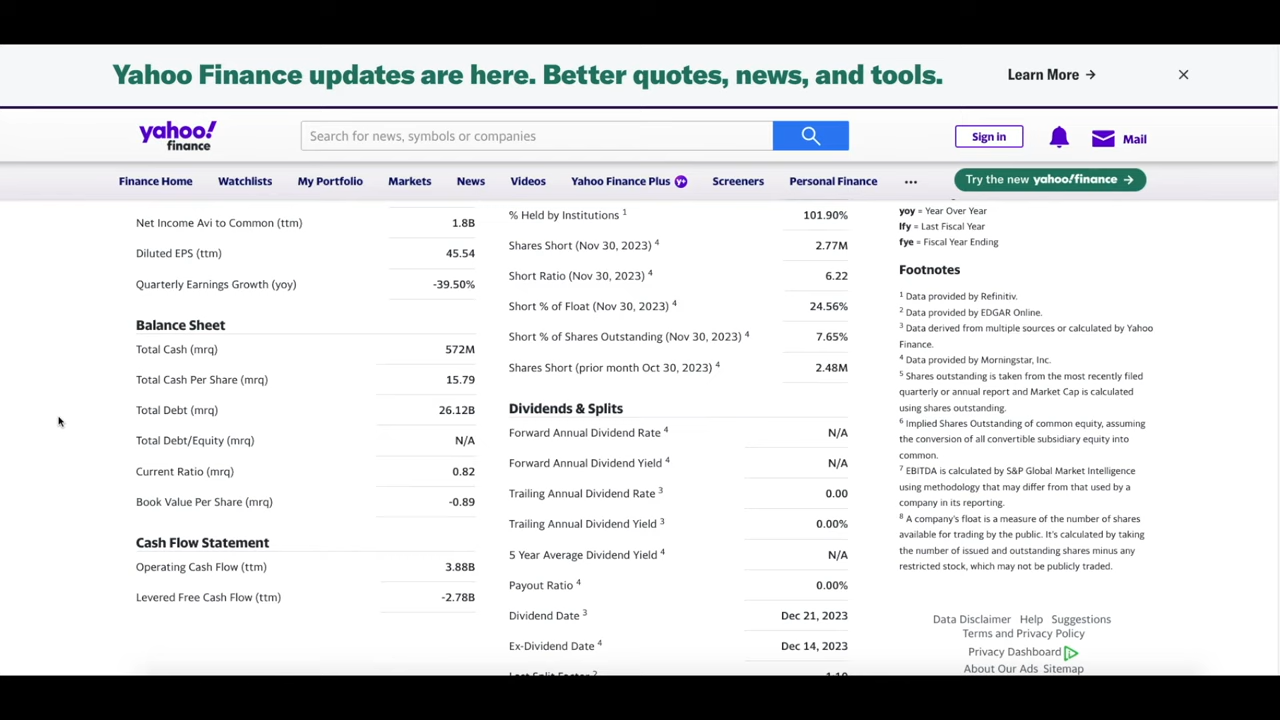 Yahoo Finance updates are here. Better quotes, news, and tools.
Learn More →
yahoo!
finance
Search for news, symbols or companies
Sign in
Mail
Finance Home
Watchlists
My Portfolio
Markets
News
Videos
Yahoo Finance Plus
Screeners
Personal Finance
...
Try the new yahoo!finance →
Net Income Avi to Common (ttm) 1.8B
Diluted EPS (ttm) 45.54
Quarterly Earnings Growth (yoy) -39.50%
Balance Sheet
Total Cash (mrq) 572M
Total Cash Per Share (mrq) 15.79
Total Debt (mrq) 26.12B
Total Debt/Equity (mrq) N/A
Current Ratio (mrq) 0.82
Book Value Per Share (mrq) -0.89
Cash Flow Statement
Operating Cash Flow (ttm) 3.88B
Levered Free Cash Flow (ttm) -2.78B
% Held by Institutions 1 101.90%
Shares Short (Nov 30, 2023) 4 2.77M
Short Ratio (Nov 30, 2023) 4 6.22
Short % of Float (Nov 30, 2023) 4 24.56%
Short % of Shares Outstanding (Nov 30, 2023) 4 7.65%
Shares Short (prior month Oct 30, 2023) 4 2.48M
Dividends & Splits
Forward Annual Dividend Rate 4 N/A
Forward Annual Dividend Yield 4 N/A
Trailing Annual Dividend Rate 3 0.00
Trailing Annual Dividend Yield 3 0.00%
5 Year Average Dividend Yield 4 N/A
Payout Ratio 4 0.00%
Dividend Date 3 Dec 21, 2023
Ex-Dividend Date 4 Dec 14, 2023
Last Split Factor 2
yoy = Year Over Year
lfy = Last Fiscal Year
fye = Fiscal Year Ending
Footnotes
1 Data provided by Refinitiv.
2 Data provided by EDGAR Online.
3 Data derived from multiple sources or calculated by Yahoo
Finance.
4 Data provided by Morningstar, Inc.
5 Shares outstanding is taken from the most recently filed
quarterly or annual report and Market Cap is calculated
using shares outstanding.
6 Implied Shares Outstanding of common equity, assuming
the conversion of all convertible subsidiary equity into
common.
7 EBITDA is calculated by S&P Global Market Intelligence
using methodology that may differ from that used by a
company in its reporting.
8 A company's float is a measure of the number of shares
available for trading by the public. It's calculated by taking
the number of issued and outstanding shares minus any
restricted stock, which may not be publicly traded.
Data Disclaimer Help Suggestions
Terms and Privacy Policy
Privacy Dashboard
About Our Ads Sitemap